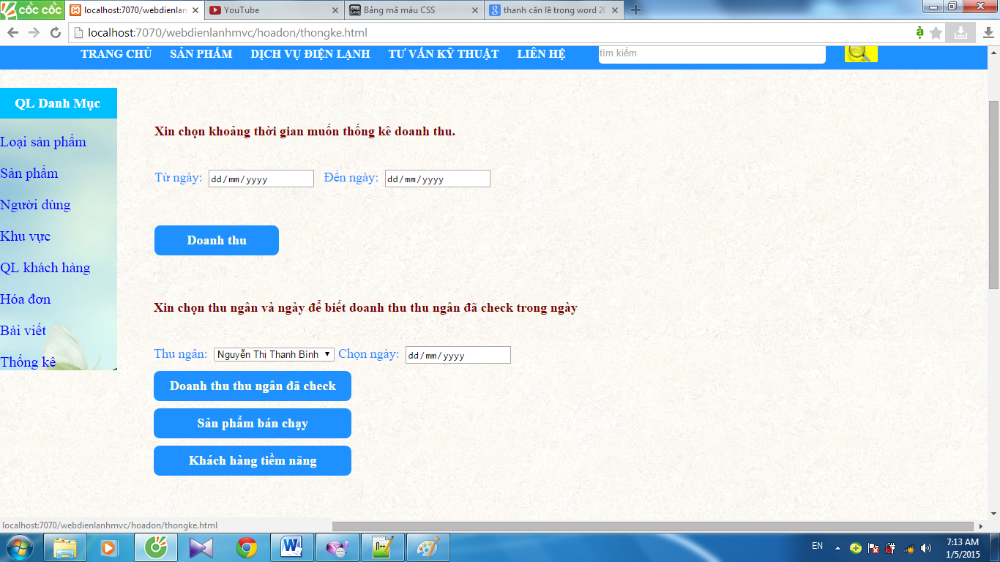 cốc cốc
localhost:7070/webdienlan
YouTube
Bảng mã màu CSS
thanh căn lề trong word 20
localhost:7070/webdienlanhmvc/hoadon/thongke.html
TRANG CHỦ SẢN PHẨM DỊCH VỤ ĐIỆN LẠNH TƯ VẤN KỸ THUẬT LIÊN HỆ
tìm kiếm
QL Danh Mục
Loại sản phẩm
Sản phẩm
Người dùng
Khu vực
QL khách hàng
Hóa đơn
Bài viết
Thống kê
Xin chọn khoảng thời gian muốn thống kê doanh thu.
Từ ngày: dd/mm/yyyy Đến ngày: dd/mm/yyyy
Doanh thu
Xin chọn thu ngân và ngày để biết doanh thu thu ngân đã check trong ngày
Thu ngân: Nguyễn Thị Thanh Bình Chọn ngày: dd/mm/yyyy
Doanh thu thu ngân đã check
Sản phẩm bán chạy
Khách hàng tiềm năng
localhost:7070/webdienlanhmvc/hoadon/thongke.html
EN
7:13 AM
1/5/2015